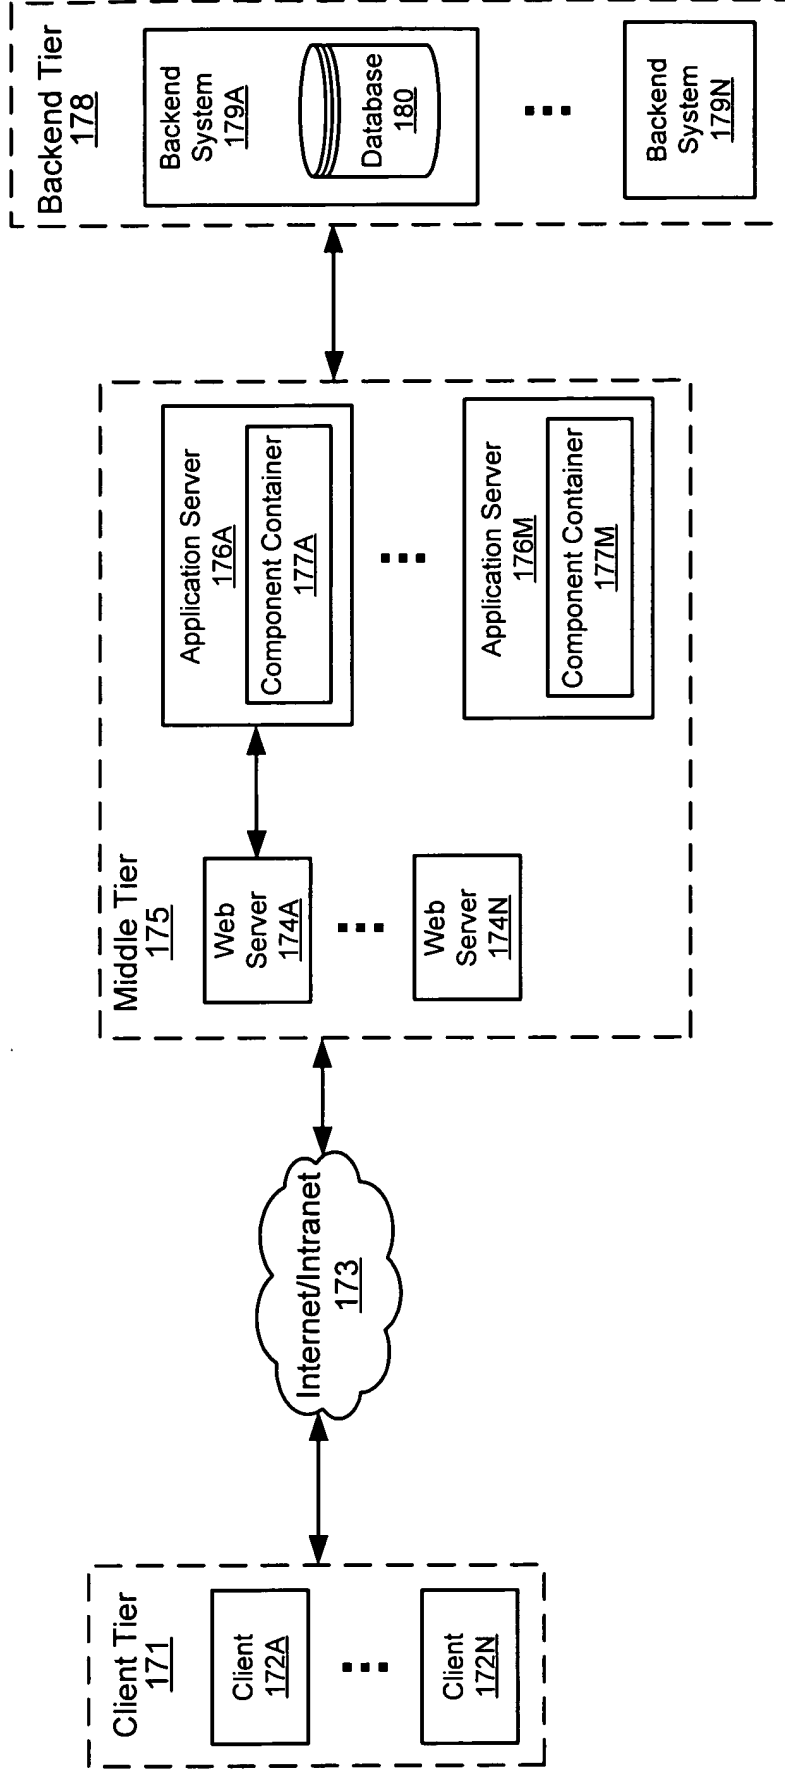 Client Tier
171
Client
172A
Client
172N
Internet/Intranet
173
Middle Tier
175
Web
Server
174A
Web
Server
174N
Application Server
176A
Component Container
177A
Application Server
176M
Component Container
177M
Backend Tier
178
Backend
System
179A
Database
180
Backend
System
179N